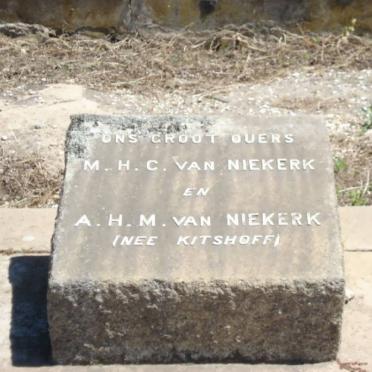 ONS GROOT OUERS
M. H. C. VAN NIEKERK
EN
A. H. M. VAN NIEKERK
(NEE KITSHOFF)